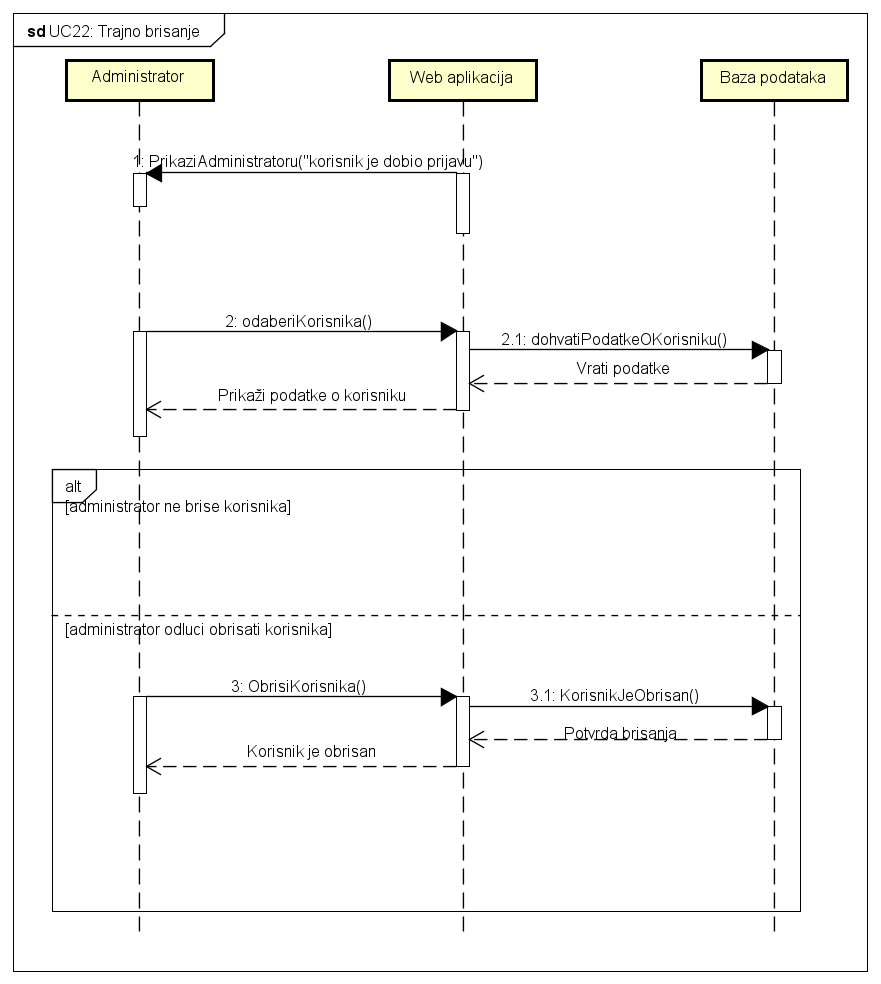 sd UC22: Trajno brisanje
Administrator
Web aplikacija
Baza podataka
1: PrikaziAdministratoru("korisnik je dobio prijavu")
2: odaberiKorisnika()
2.1: dohvatiPodatkeOKorisniku()
Vrati podatke
Prikaži podatke o korisniku
alt
[administrator ne brise korisnika]
[administrator odluci obrisati korisnika]
3: ObrisiKorisnika()
3.1: KorisnikJeObrisan()
Potvrda brisanja
Korisnik je obrisan